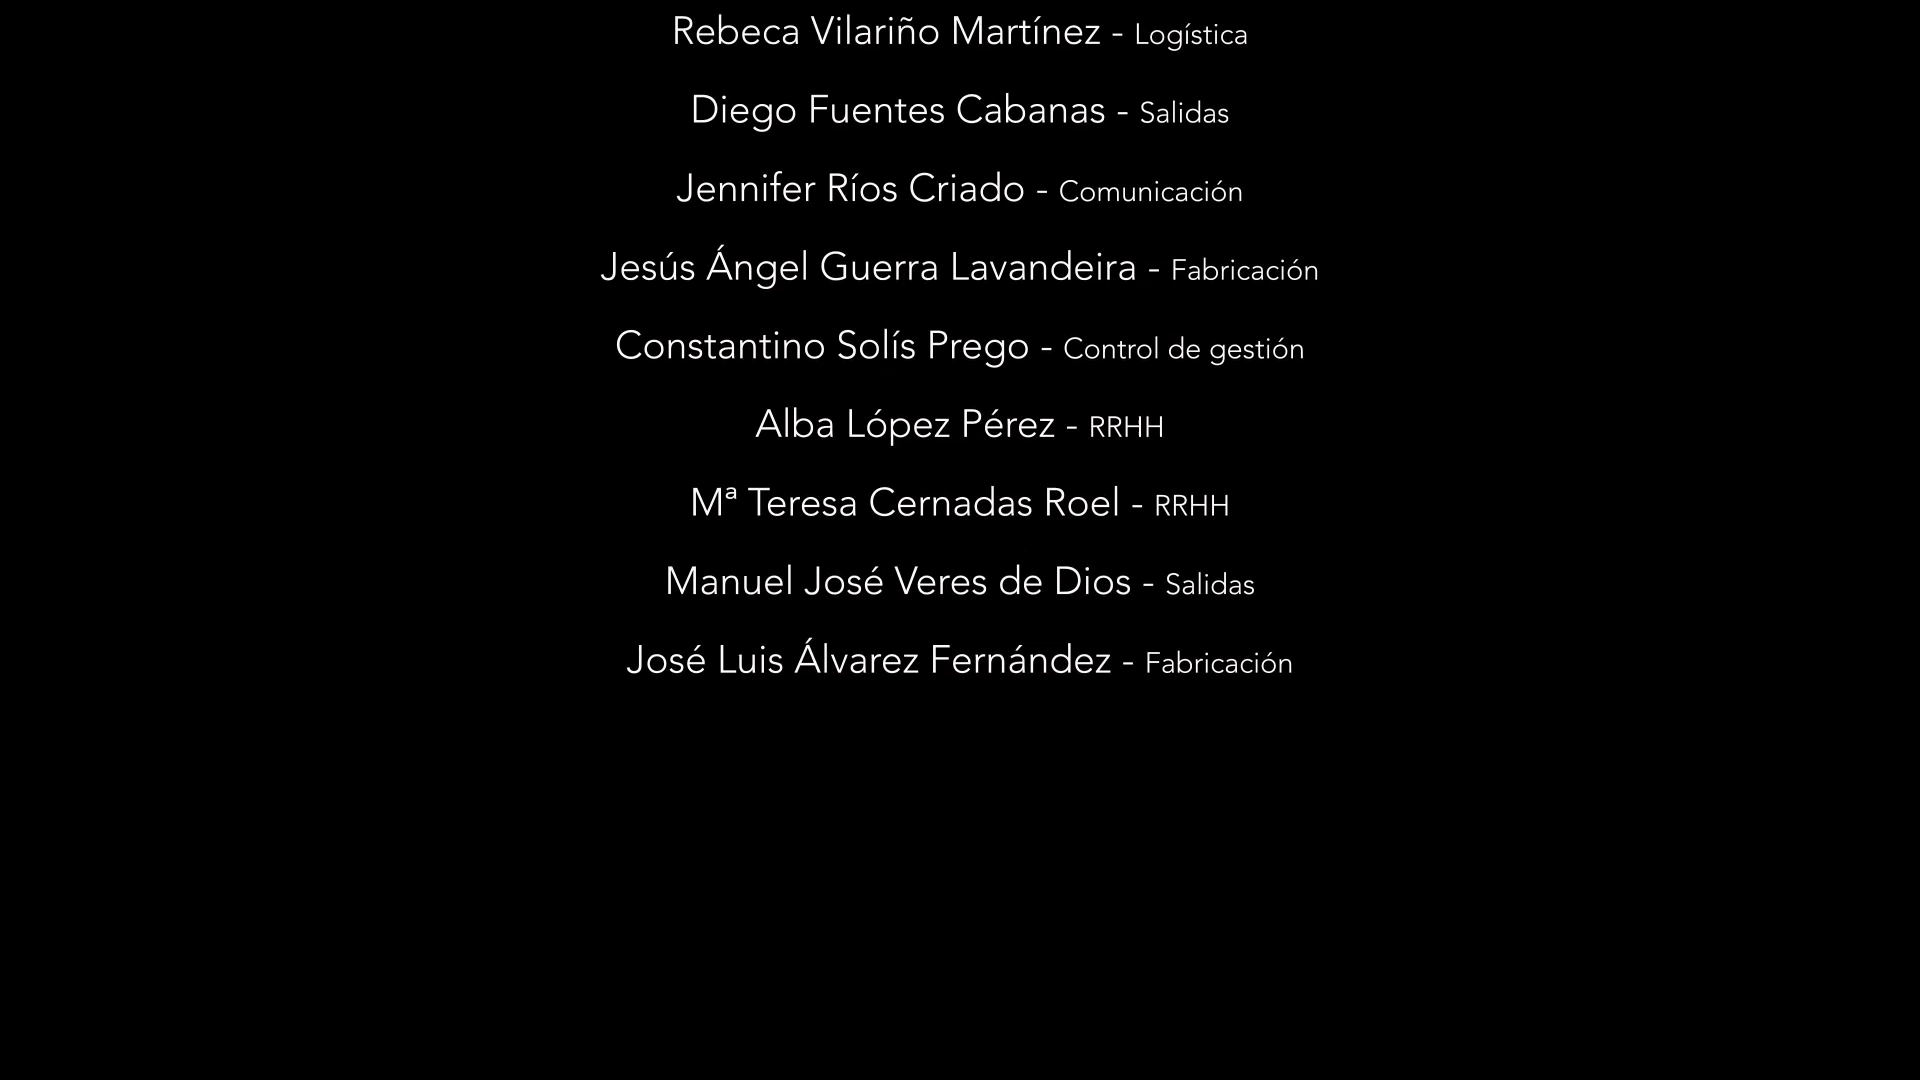 Rebeca Vilariño Martínez - Logística
Diego Fuentes Cabanas - Salidas
Jennifer Ríos Criado - Comunicación
Jesús Ángel Guerra Lavandeira - Fabricación
Constantino Solís Prego - Control de gestión
Alba López Pérez - RRHH
Mª Teresa Cernadas Roel - RRHH
Manuel José Veres de Dios - Salidas
José Luis Álvarez Fernández - Fabricación